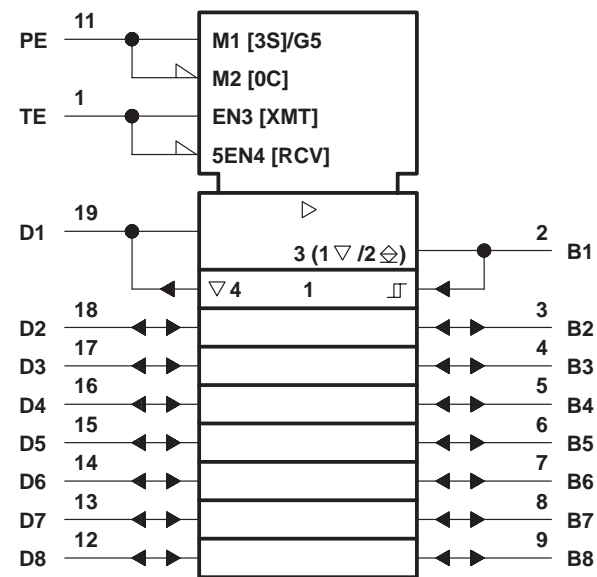 PE 11 M1 [3S]/G5
M2 [0C]
TE 1 EN3 [XMT]
5EN4 [RCV]
D1 19 ▷
3 (1 ▽ /2 ⎐) 2 B1
▽ 4 1
D2 18 3 B2
D3 17 4 B3
D4 16 5 B4
D5 15 6 B5
D6 14 7 B6
D7 13 8 B7
D8 12 9 B8